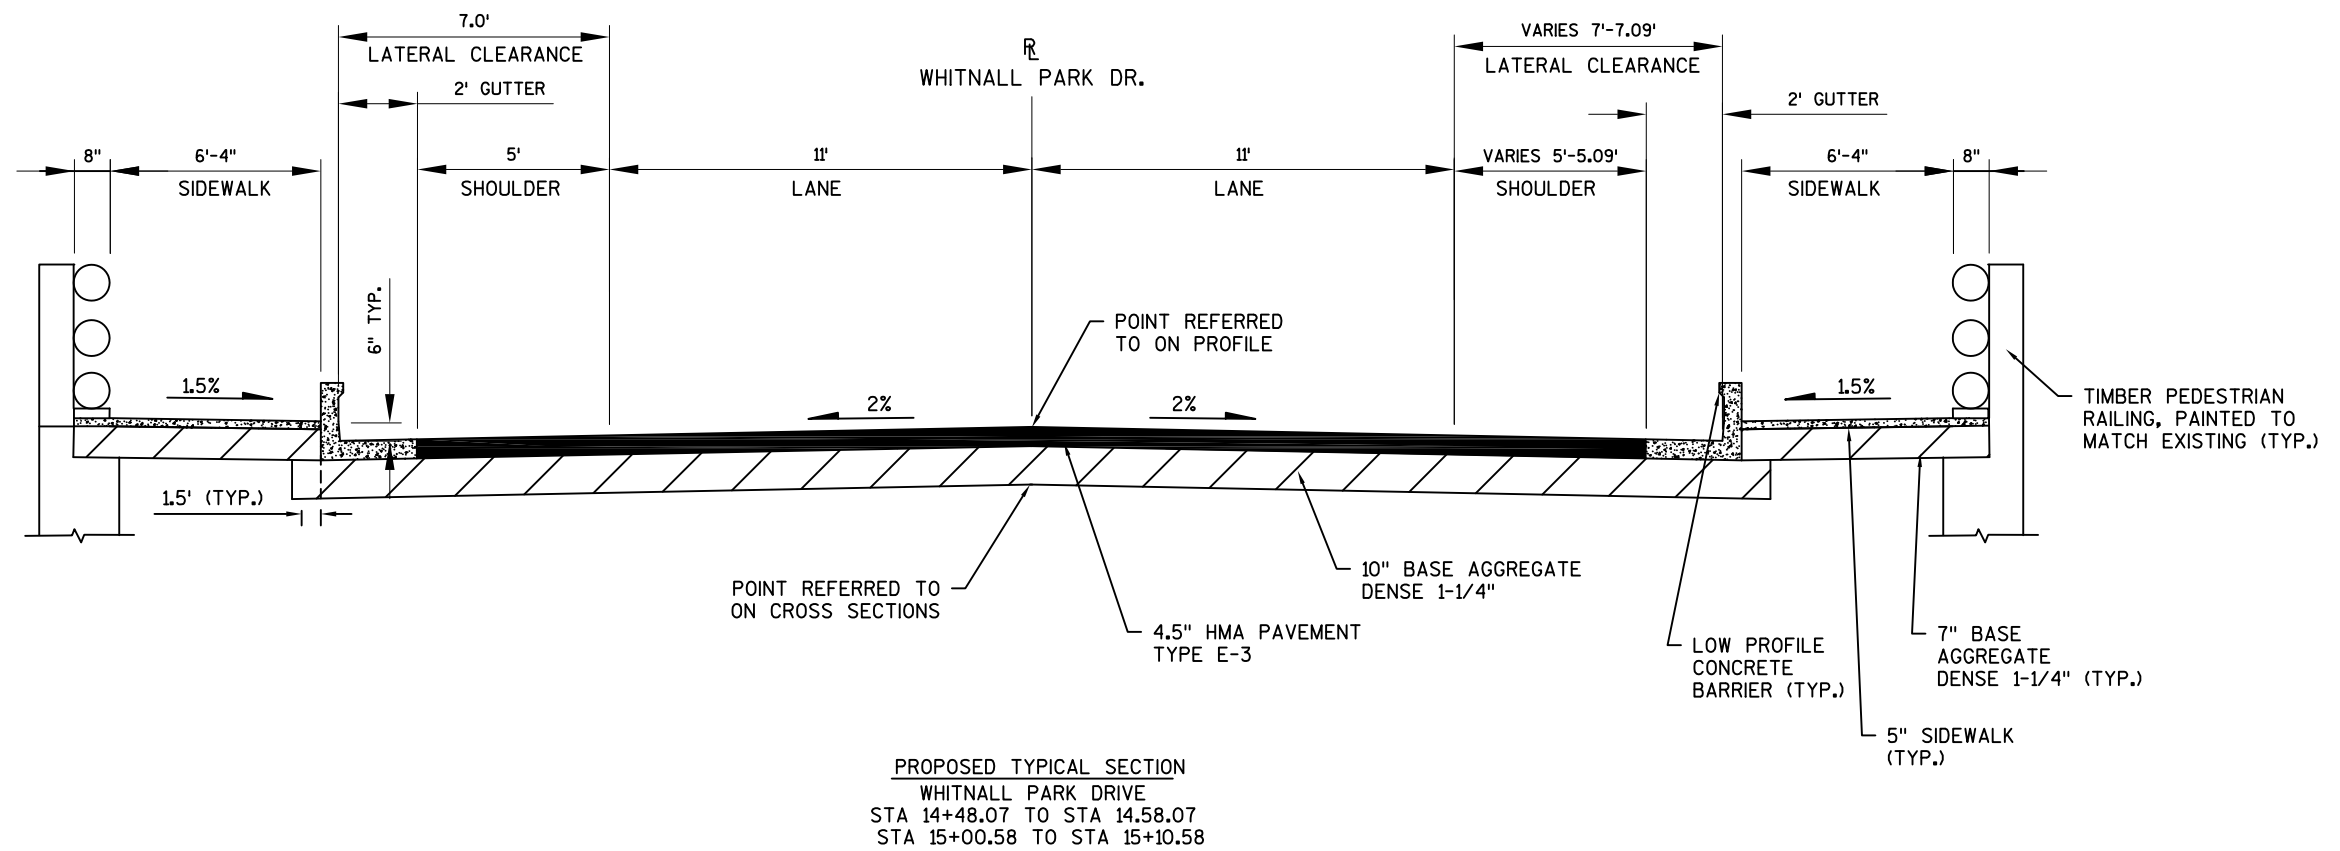 7.0'
LATERAL CLEARANCE
2' GUTTER
8"
6'-4"
SIDEWALK
5'
SHOULDER
11'
LANE
R/L
WHITNALL PARK DR.
11'
LANE
VARIES 7'-7.09'
LATERAL CLEARANCE
2' GUTTER
VARIES 5'-5.09'
SHOULDER
6'-4"
SIDEWALK
8"
6" TYP.
1.5%
2%
2%
1.5%
POINT REFERRED
TO ON PROFILE
TIMBER PEDESTRIAN
RAILING, PAINTED TO
MATCH EXISTING (TYP.)
1.5' (TYP.)
POINT REFERRED TO
ON CROSS SECTIONS
10" BASE AGGREGATE
DENSE 1-1/4"
4.5" HMA PAVEMENT
TYPE E-3
LOW PROFILE
CONCRETE
BARRIER (TYP.)
7" BASE
AGGREGATE
DENSE 1-1/4" (TYP.)
5" SIDEWALK
(TYP.)
PROPOSED TYPICAL SECTION
WHITNALL PARK DRIVE
STA 14+48.07 TO STA 14.58.07
STA 15+00.58 TO STA 15+10.58